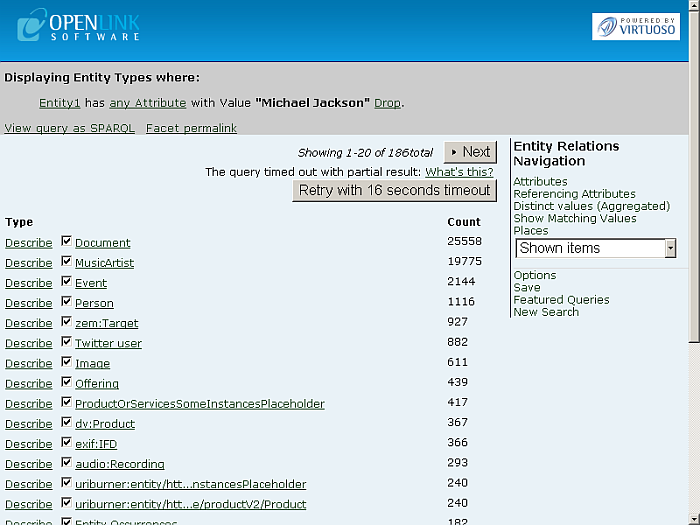 OPENLINK
SOFTWARE
POWERED BY
VIRTUOSO
Displaying Entity Types where:
Entity1 has any Attribute with Value "Michael Jackson" Drop.
View query as SPARQL Facet permalink
Showing 1-20 of 186total Next
The query timed out with partial result: What's this?
Retry with 16 seconds timeout
Type Count
Describe Document 25558
Describe MusicArtist 19775
Describe Event 2144
Describe Person 1116
Describe zem:Target 927
Describe Twitter user 882
Describe Image 611
Describe Offering 439
Describe ProductOrServicesSomeInstancesPlaceholder 417
Describe dv:Product 367
Describe exif:IFD 366
Describe audio:Recording 293
Describe uriburner:entity/htt...nstancesPlaceholder 240
Describe uriburner:entity/htt...e/productV2/Product 240
Describe Entity Occurrences 182
Entity Relations
Navigation
Attributes
Referencing Attributes
Distinct values (Aggregated)
Show Matching Values
Places
Shown items
Options
Save
Featured Queries
New Search